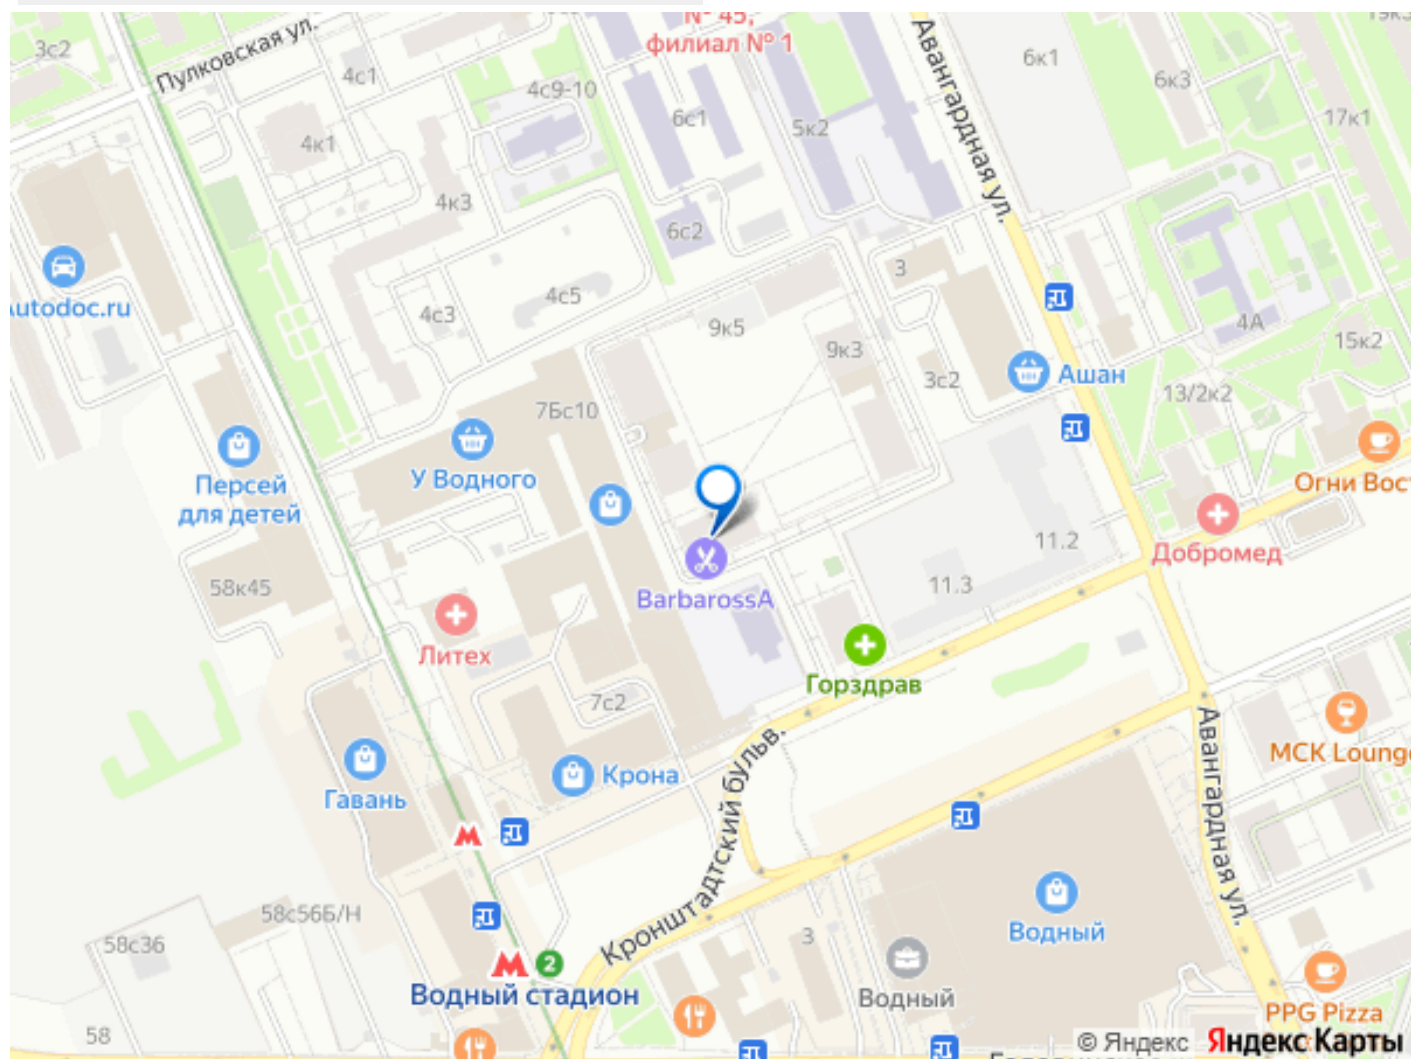 № 45,
филиал № 1
3с2
Пулковская ул.
4с1
4с9-10
6с1
5к2
Авангардная ул.
6к1
6к3
17к1
4к1
4к3
6с2
3
4с5
4с3
9к5
9к3
3с2
4А
15к2
13/2к2
Ашан
utodoc.ru
7Бс10
У Водного
Персей
для детей
Огни Вост
Добромед
11.2
11.3
58к45
BarbarossA
Литех
Горздрав
7с2
Крона
Гавань
Кронштадтский бульв.
Авангардная ул.
МСК Lounge
58с56Б/Н
58с36
2
Водный стадион
3
Водный
Водный
PPG Pizza
58
© Яндекс Яндекс Карты